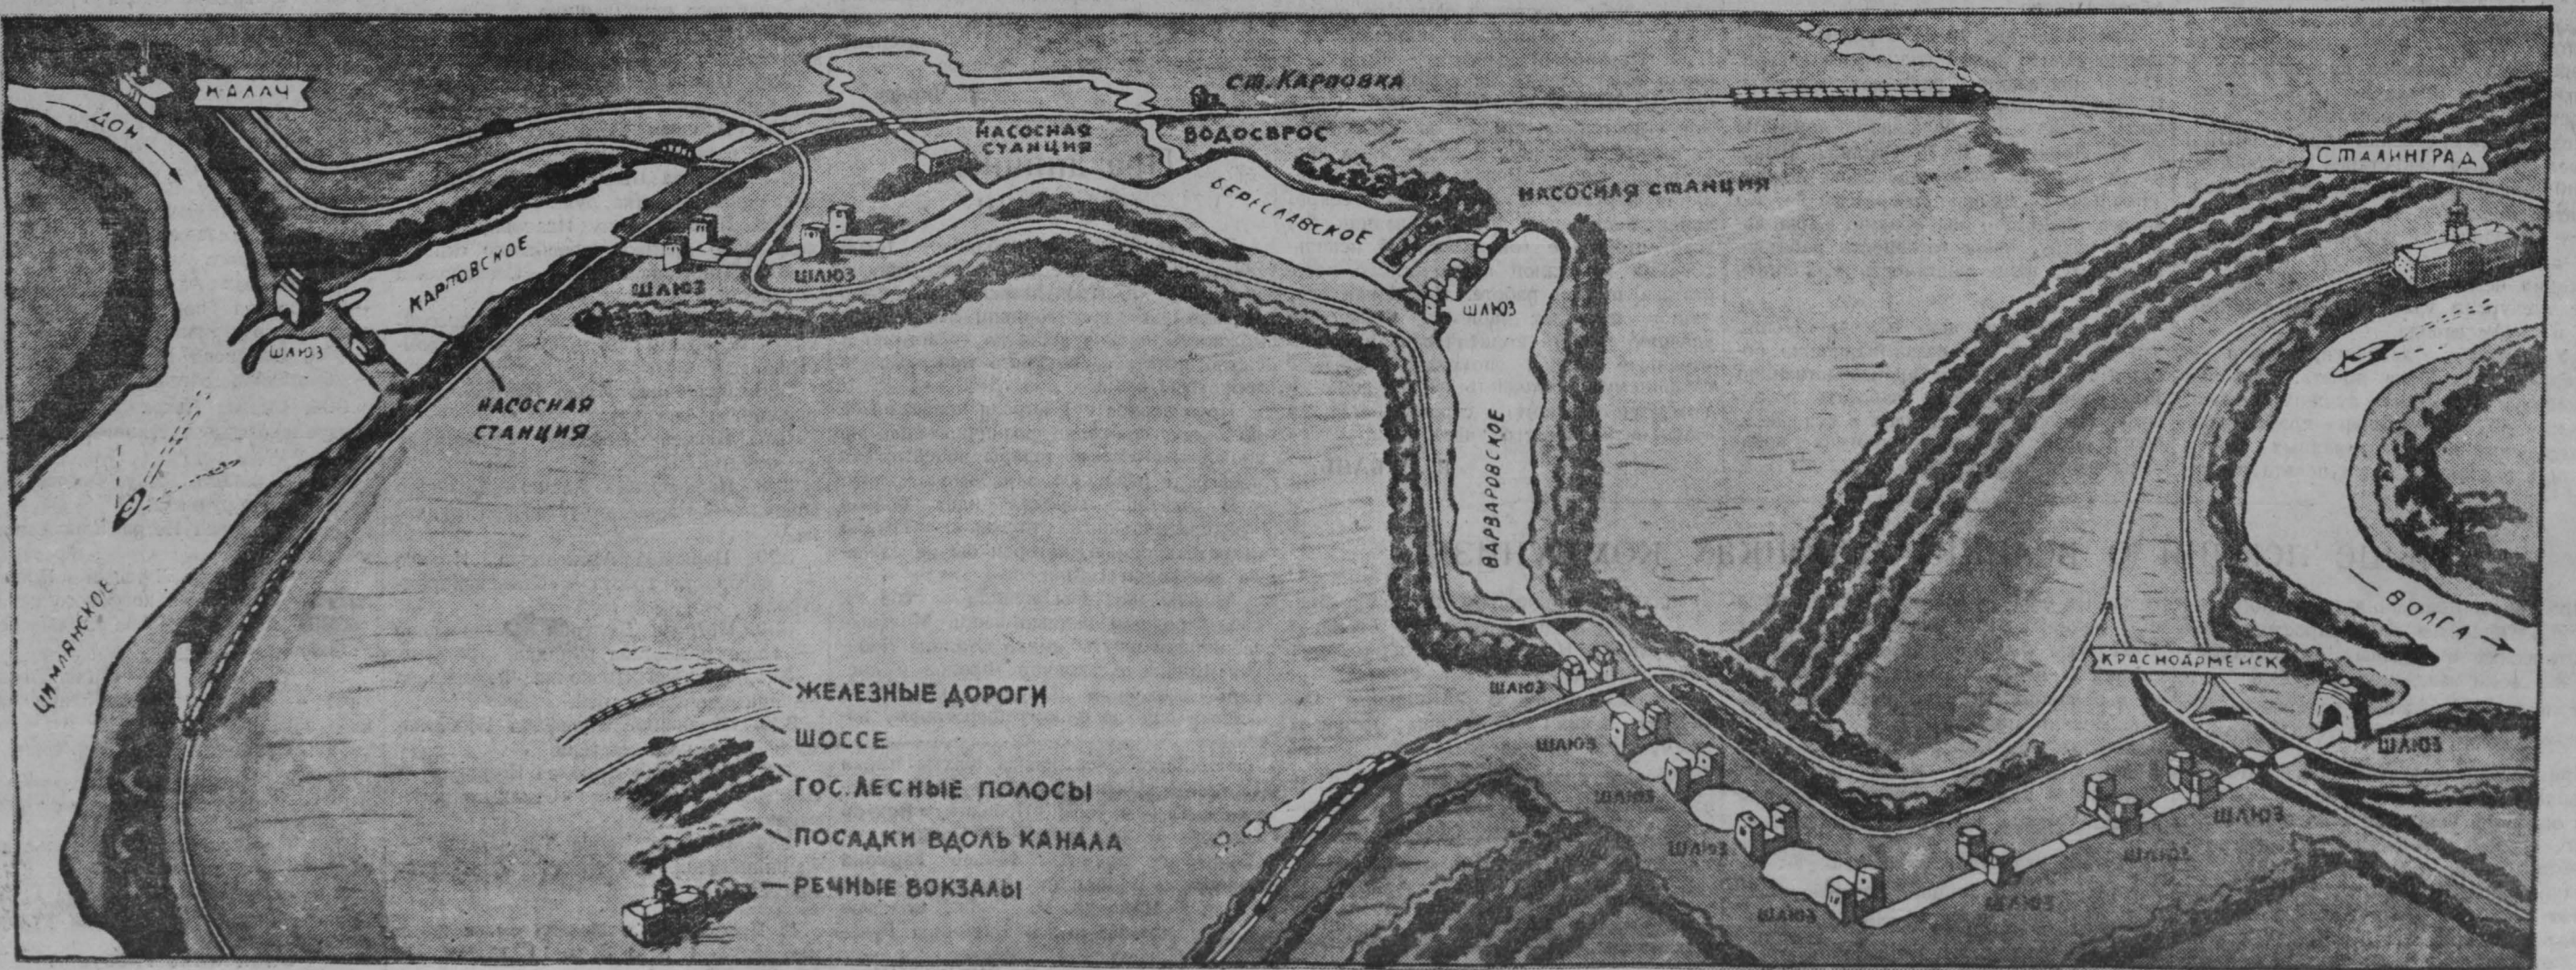 КАЛАЧ
ДОН
СТ. КАРПОВКА
НАСОСНАЯ
СТАНЦИЯ
ВОДОСБРОС
СТАЛИНГРАД
НАСОСНАЯ СТАНЦИЯ
БЕРЕСЛАВСКОЕ
КАРПОВСКОЕ
ШЛЮЗ
ШЛЮЗ
ШЛЮЗ
ШЛЮЗ
НАСОСНАЯ
СТАНЦИЯ
ВАРВАРОВСКОЕ
ЦИМЛЯНСКОЕ
ВОЛГА
КРАСНОАРМЕЙСК
ШЛЮЗ
ШЛЮЗ
ШЛЮЗ
ШЛЮЗ
ШЛЮЗ
ШЛЮЗ
ШЛЮЗ
ШЛЮЗ
ШЛЮЗ
ЖЕЛЕЗНЫЕ ДОРОГИ
ШОССЕ
ГОС. ЛЕСНЫЕ ПОЛОСЫ
ПОСАДКИ ВДОЛЬ КАНАЛА
РЕЧНЫЕ ВОКЗАЛЫ